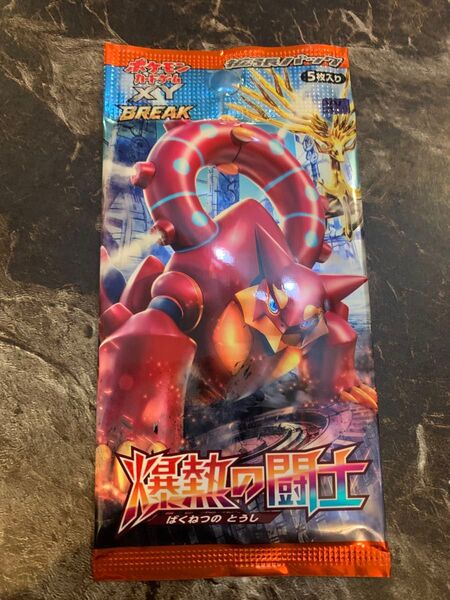 ポケモン
カードゲーム
XY
BREAK
拡張パック
5枚入り
爆熱の闘士
ばくねつの とうし